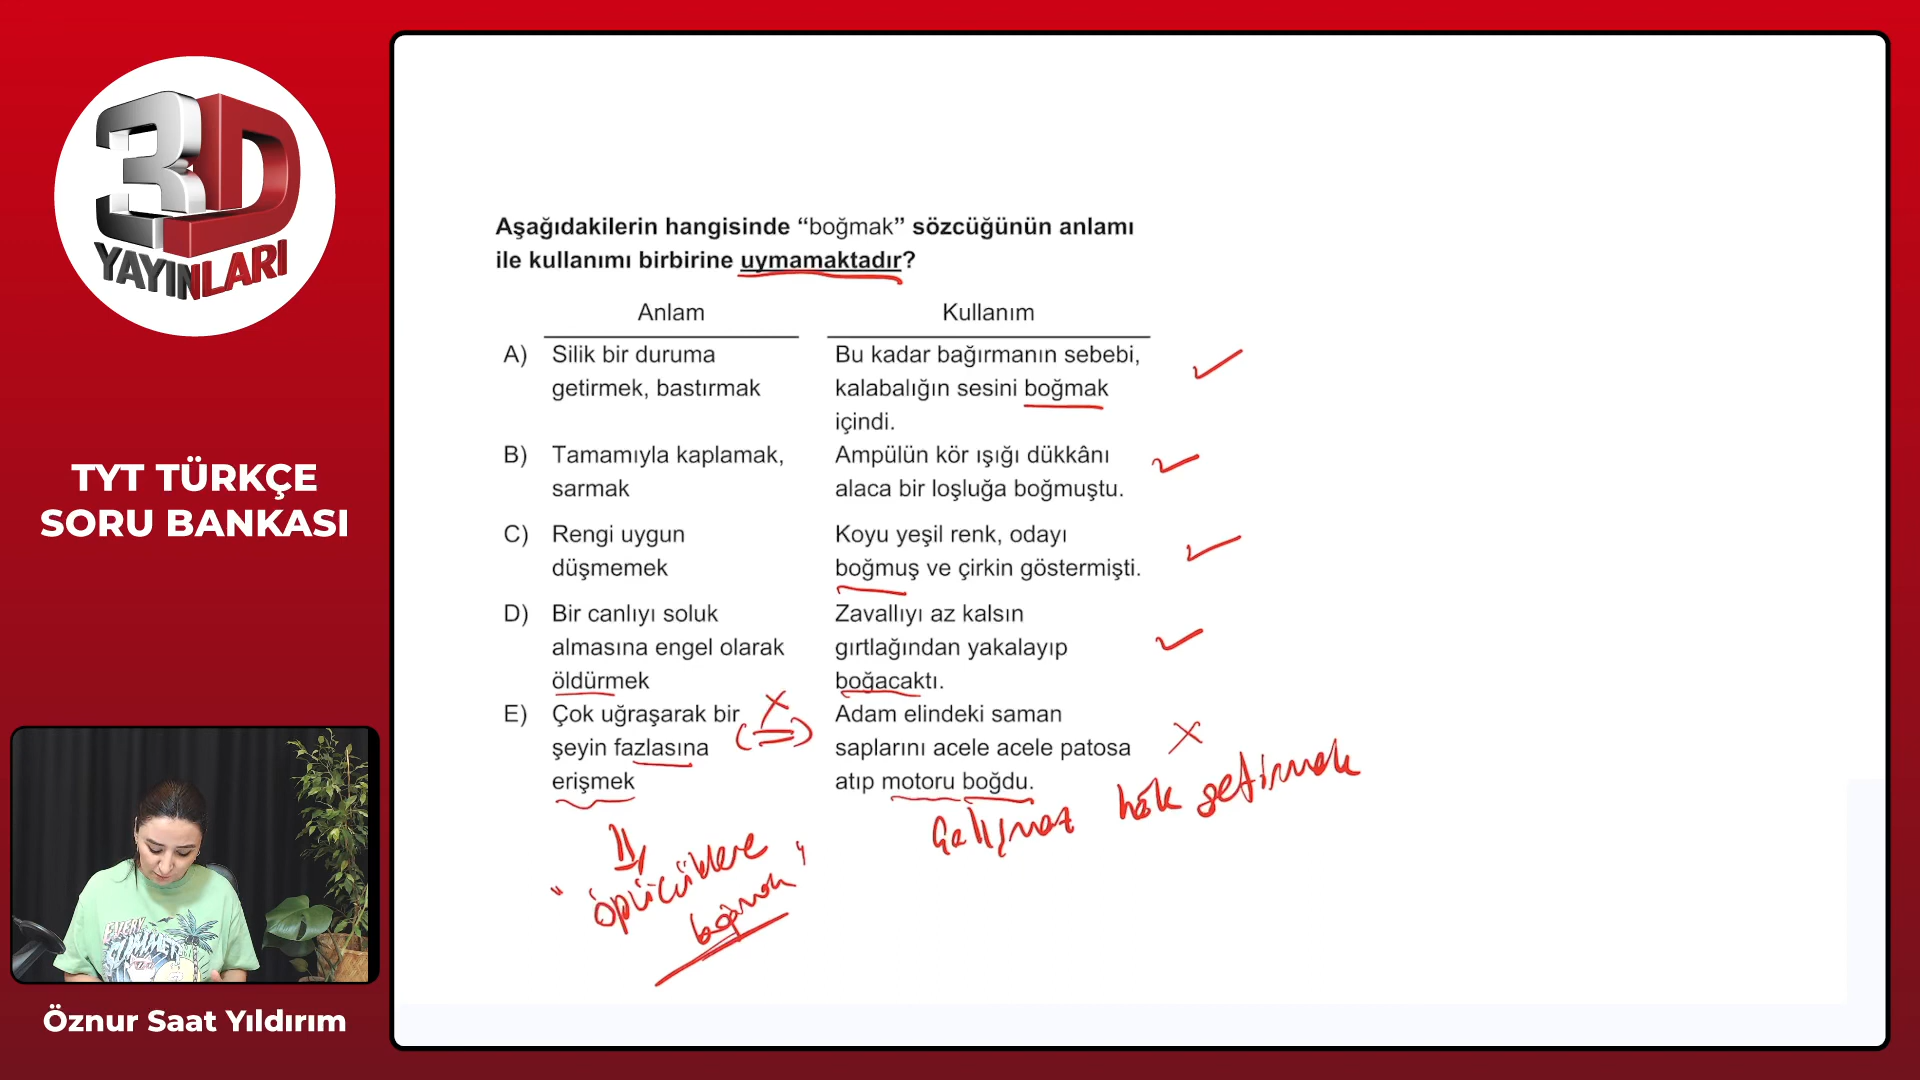 3D
YAYINLARI
TYT TÜRKÇE
SORU BANKASI
Öznur Saat Yıldırım
Aşağıdakilerin hangisinde “boğmak” sözcüğünün anlamı
ile kullanımı birbirine uymamaktadır?
Anlam
Kullanım
A) Silik bir duruma
getirmek, bastırmak
Bu kadar bağırmanın sebebi,
kalabalığın sesini boğmak
içindi.
B) Tamamıyla kaplamak,
sarmak
Ampülün kör ışığı dükkânı
alaca bir loşluğa boğmuştu.
C) Rengi uygun
düşmemek
Koyu yeşil renk, odayı
boğmuş ve çirkin göstermişti.
D) Bir canlıyı soluk
almasına engel olarak
öldürmek
Zavallıyı az kalsın
gırtlağından yakalayıp
boğacaktı.
E) Çok uğraşarak bir
şeyin fazlasına
erişmek
Adam elindeki saman
saplarını acele acele patosa
atıp motoru boğdu.
çalışmaz hâk getirmek
"öpücüklere
boğmak"